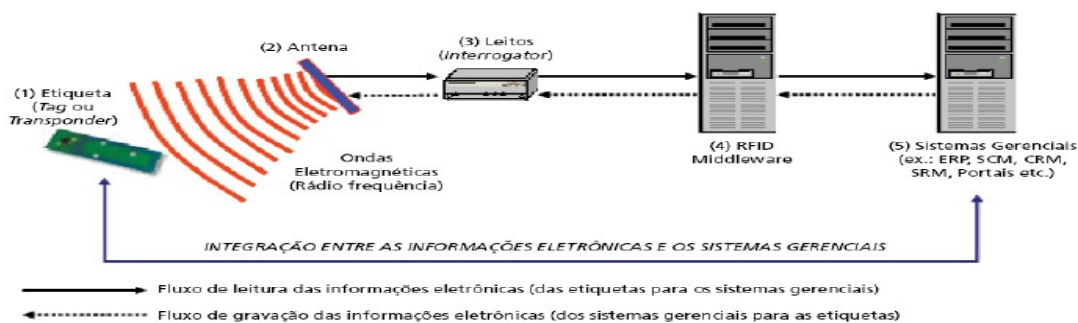 (2) Antena
(3) Leitos
(Interrogator)
(1) Etiqueta
(Tag ou
Transponder)
Ondas
Eletromagnéticas
(Rádio frequência)
(4) RFID
Middleware
(5) Sistemas Gerenciais
(ex.: ERP, SCM, CRM,
SRM, Portais etc.)
INTEGRAÇÃO ENTRE AS INFORMAÇÕES ELETRÔNICAS E OS SISTEMAS GERENCIAIS
Fluxo de leitura das informações eletrônicas (das etiquetas para os sistemas gerenciais)
Fluxo de gravação das informações eletrônicas (dos sistemas gerenciais para as etiquetas)